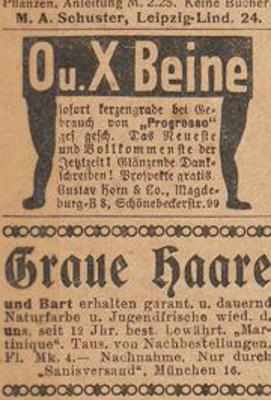 Pflanzen, Anleitung M. 2.25. Keine Bücher.
M. A. Schuster, Leipzig-Lind. 24.
O u. X Beine
sofort kerzengrade bei Ge-
brauch von „Progresso“
ges. gesch. Das Neueste
und Vollkommenste der
Jetztzeit! Glänzende Dank-
schreiben! Prospekte gratis.
Gustav Horn & Co., Magde-
burg-B 8, Schönebeckerstr. 99
Graue Haare
und Bart erhalten garant. u. dauernd
Naturfarbe u. Jugendfrische wied. d.
uns. seit 12 Jhr. best. bewährt. „Mar-
tinique“. Taus. von Nachbestellungen.
Fl. Mk. 4.— Nachnahme. Nur durch
„Sanisversand“, München 16.